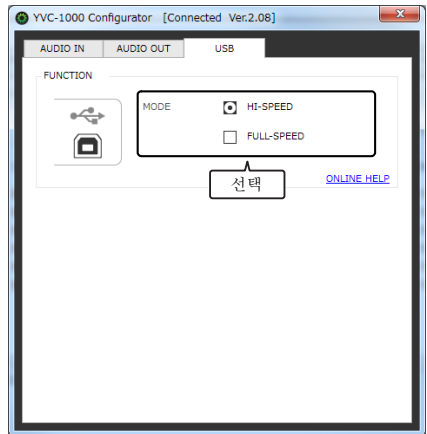 YVC-1000 Configurator [Connected Ver.2.08]
AUDIO IN AUDIO OUT USB
FUNCTION
MODE HI-SPEED
FULL-SPEED
선택
ONLINE HELP